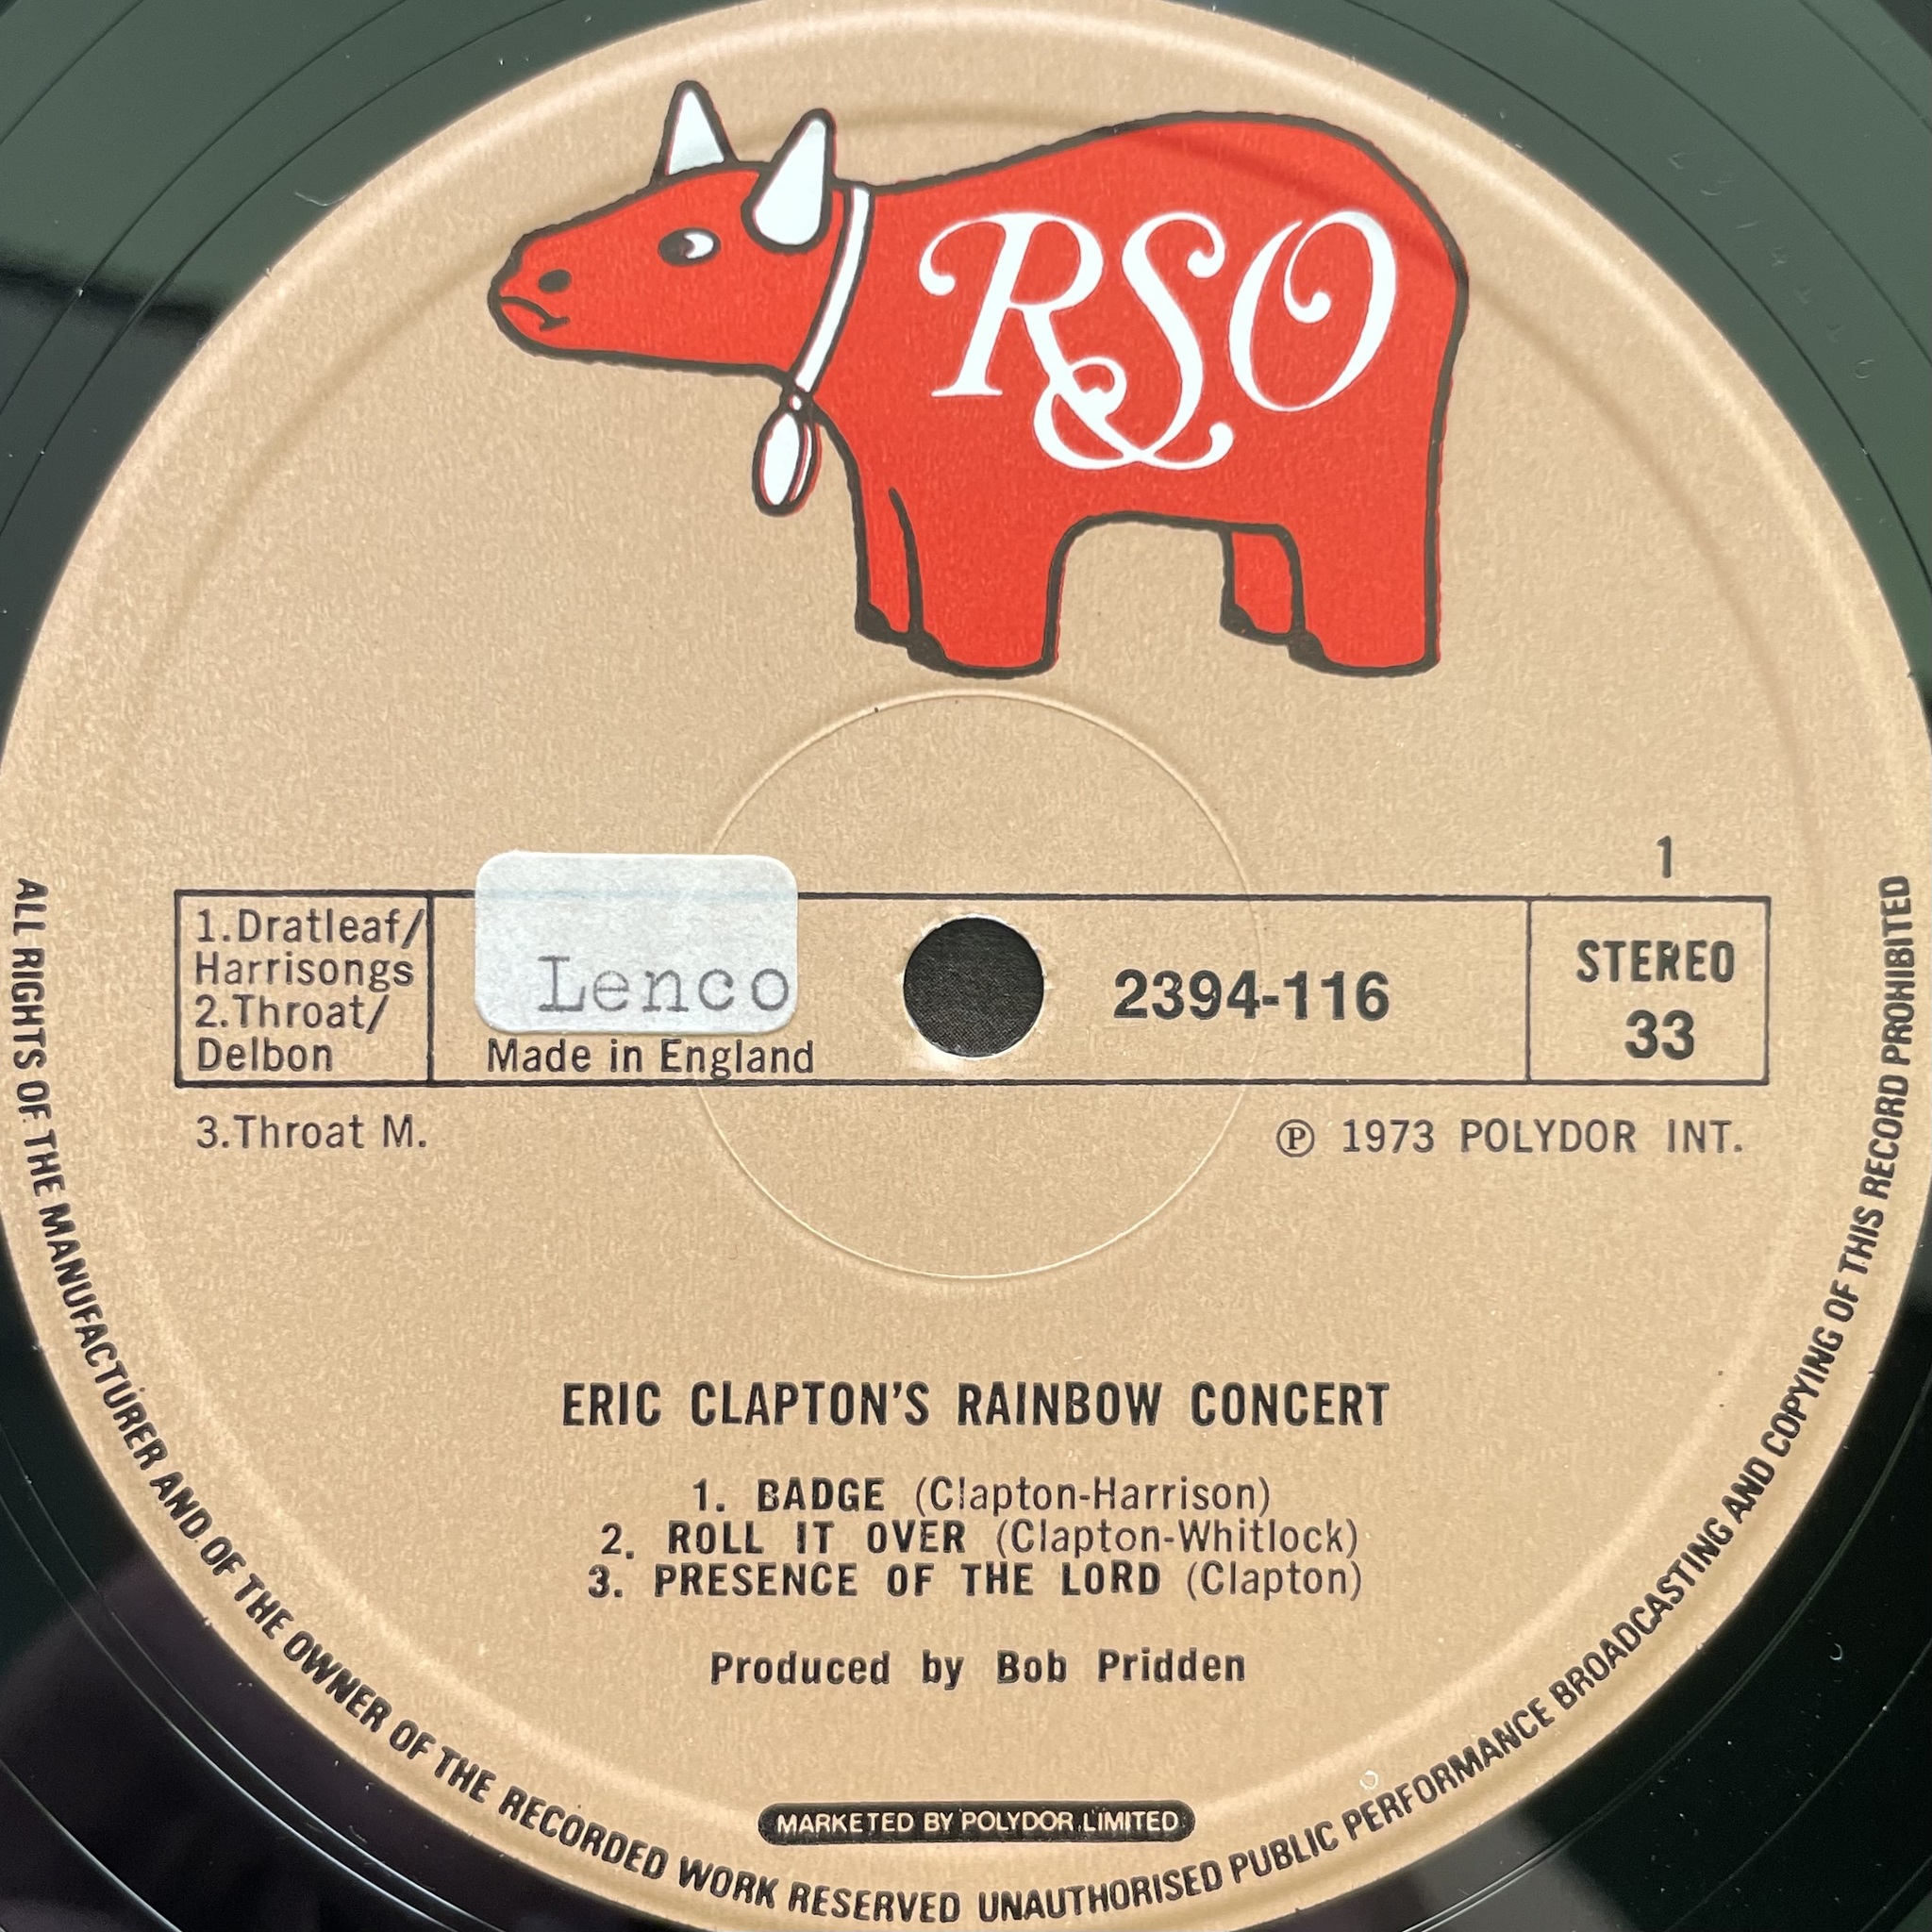 RSO
1
1.Dratleaf/
Harrisongs
2.Throat/
Delbon
Lenco
Made in England
2394-116
STEREO
33
3.Throat M.
℗ 1973 POLYDOR INT.
ERIC CLAPTON'S RAINBOW CONCERT
1. BADGE (Clapton-Harrison)
2. ROLL IT OVER (Clapton-Whitlock)
3. PRESENCE OF THE LORD (Clapton)
Produced by Bob Pridden
MARKETED BY POLYDOR LIMITED
ALL RIGHTS OF THE MANUFACTURER AND OF THE OWNER OF THE RECORDED WORK RESERVED UNAUTHORISED PUBLIC PERFORMANCE BROADCASTING AND COPYING OF THIS RECORD PROHIBITED